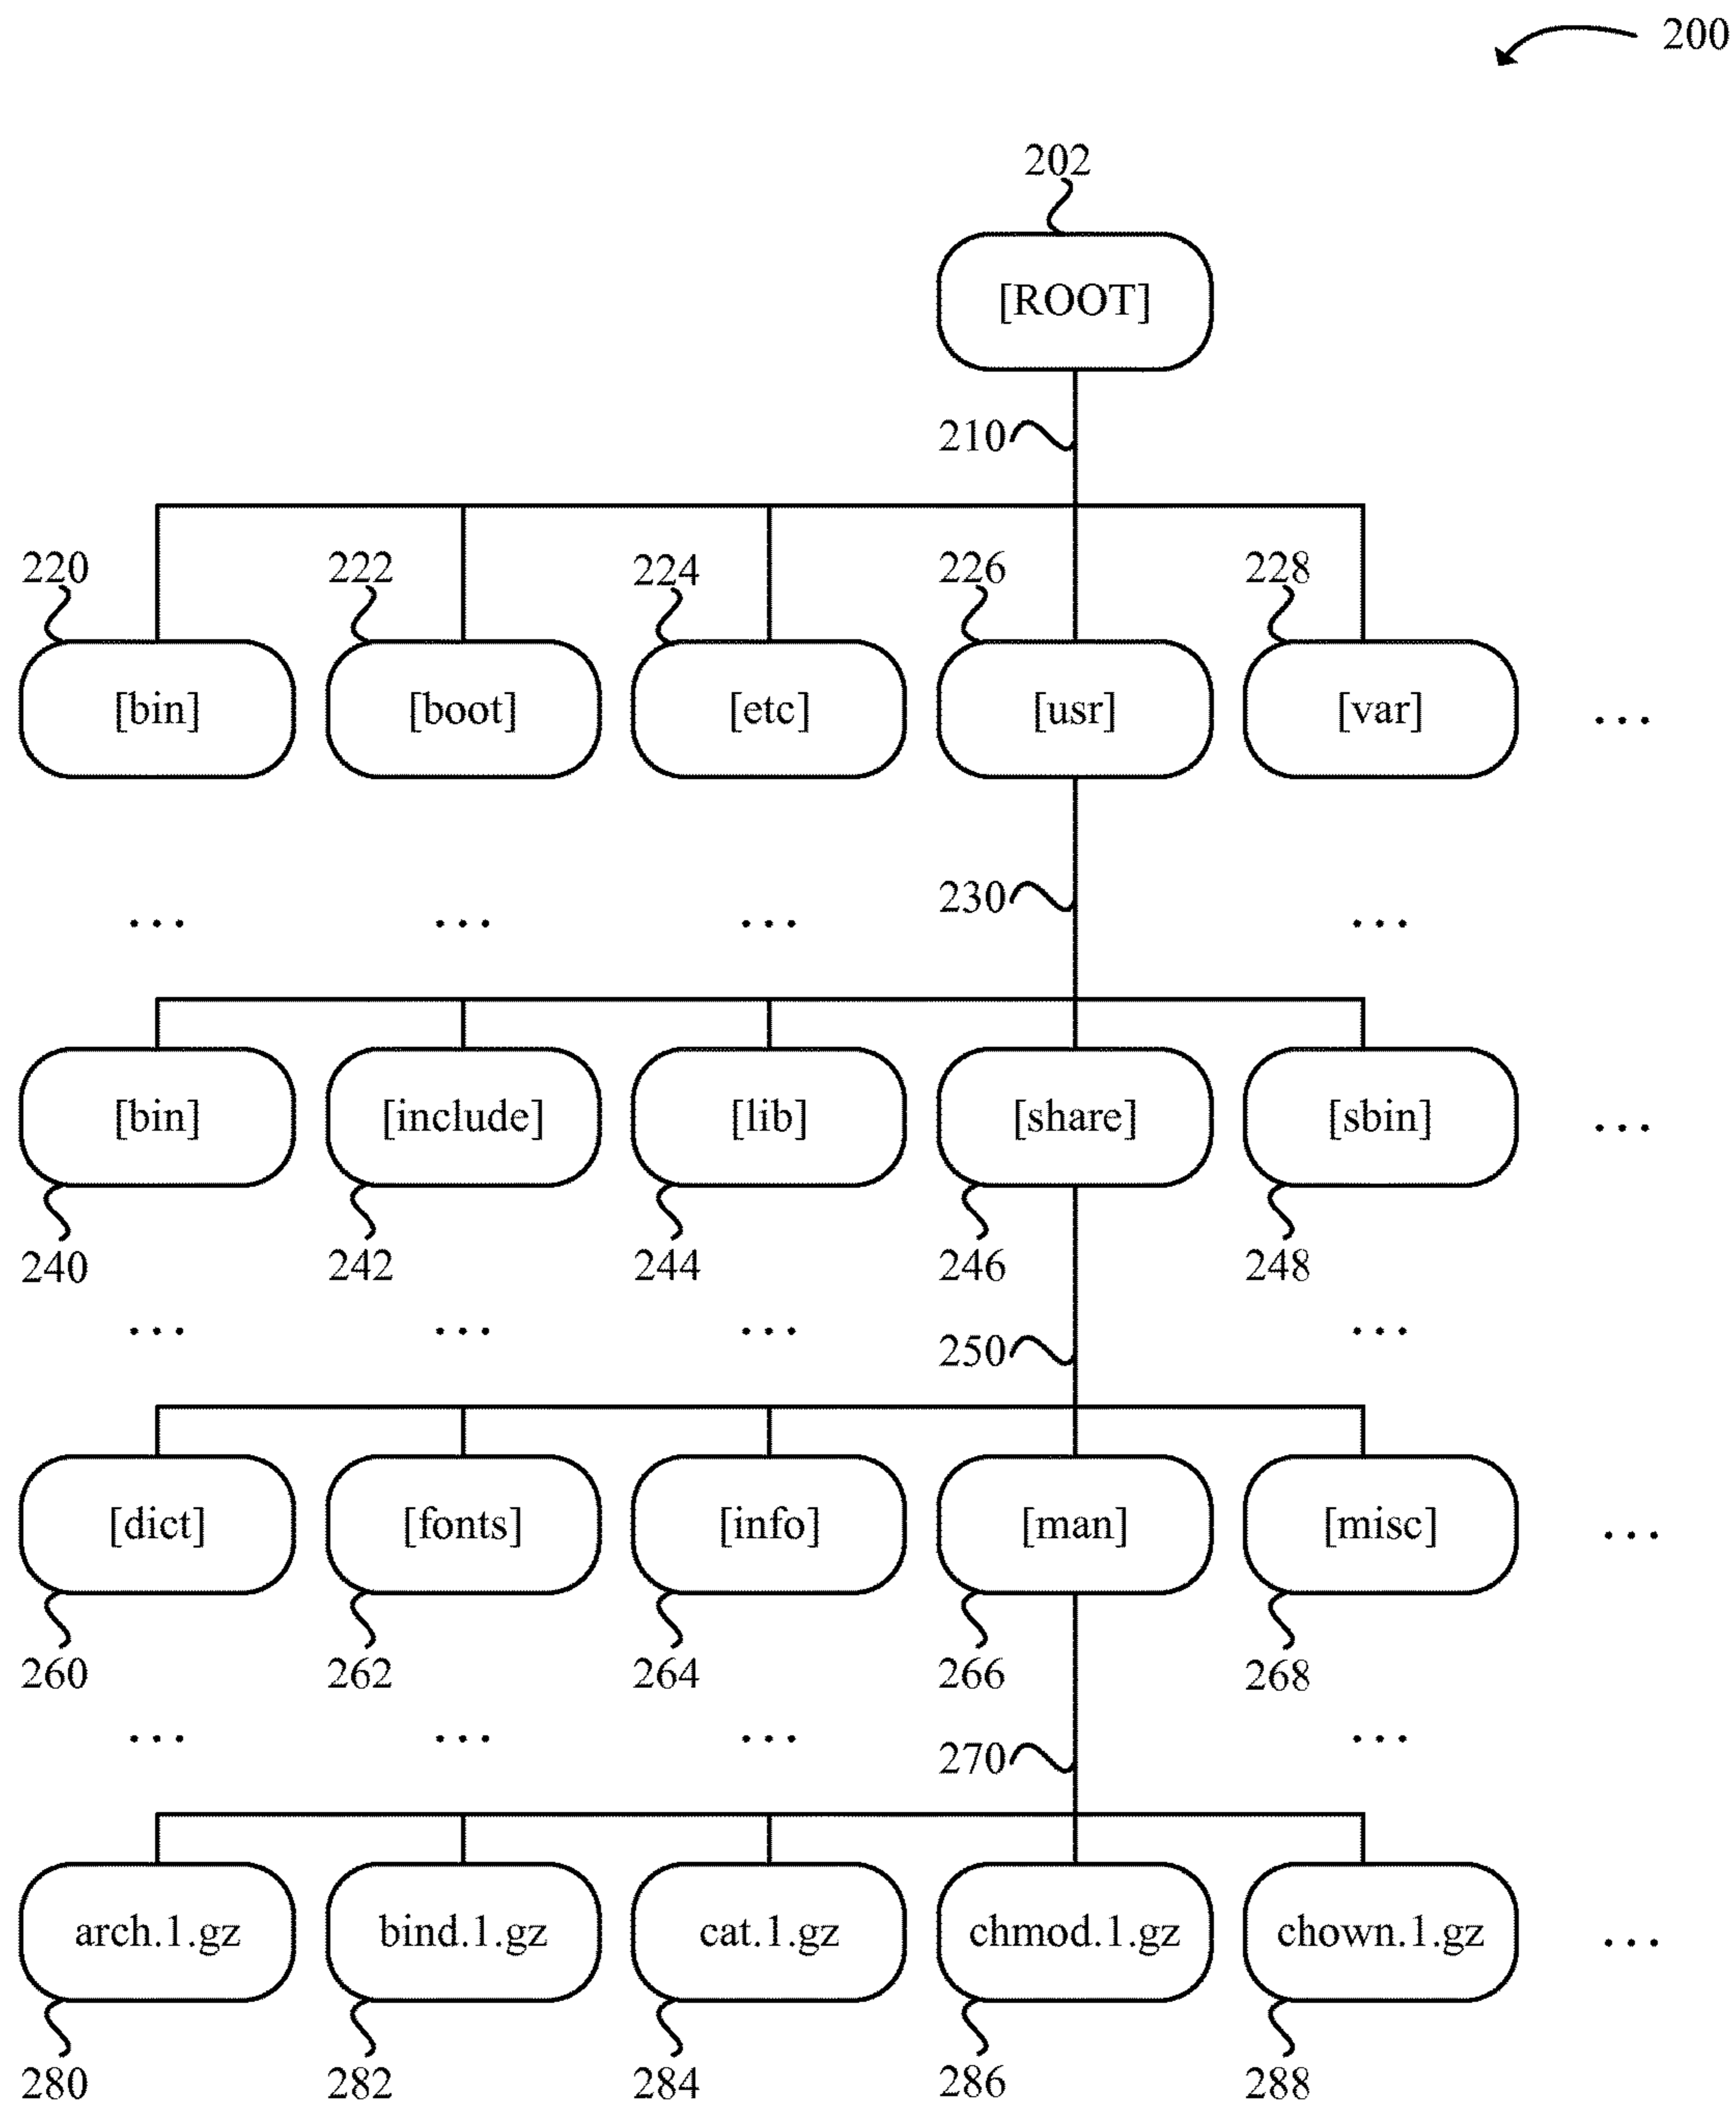 200
202
[ROOT]
210
220 222 224 226 228
[bin] [boot] [etc] [usr] [var] ...
230
... ... ... ...
[bin] [include] [lib] [share] [sbin] ...
240 242 244 246 248
... ... ... ...
250
[dict] [fonts] [info] [man] [misc] ...
260 262 264 266 268
... ... ... ...
270
arch.1.gz bind.1.gz cat.1.gz chmod.1.gz chown.1.gz ...
280 282 284 286 288